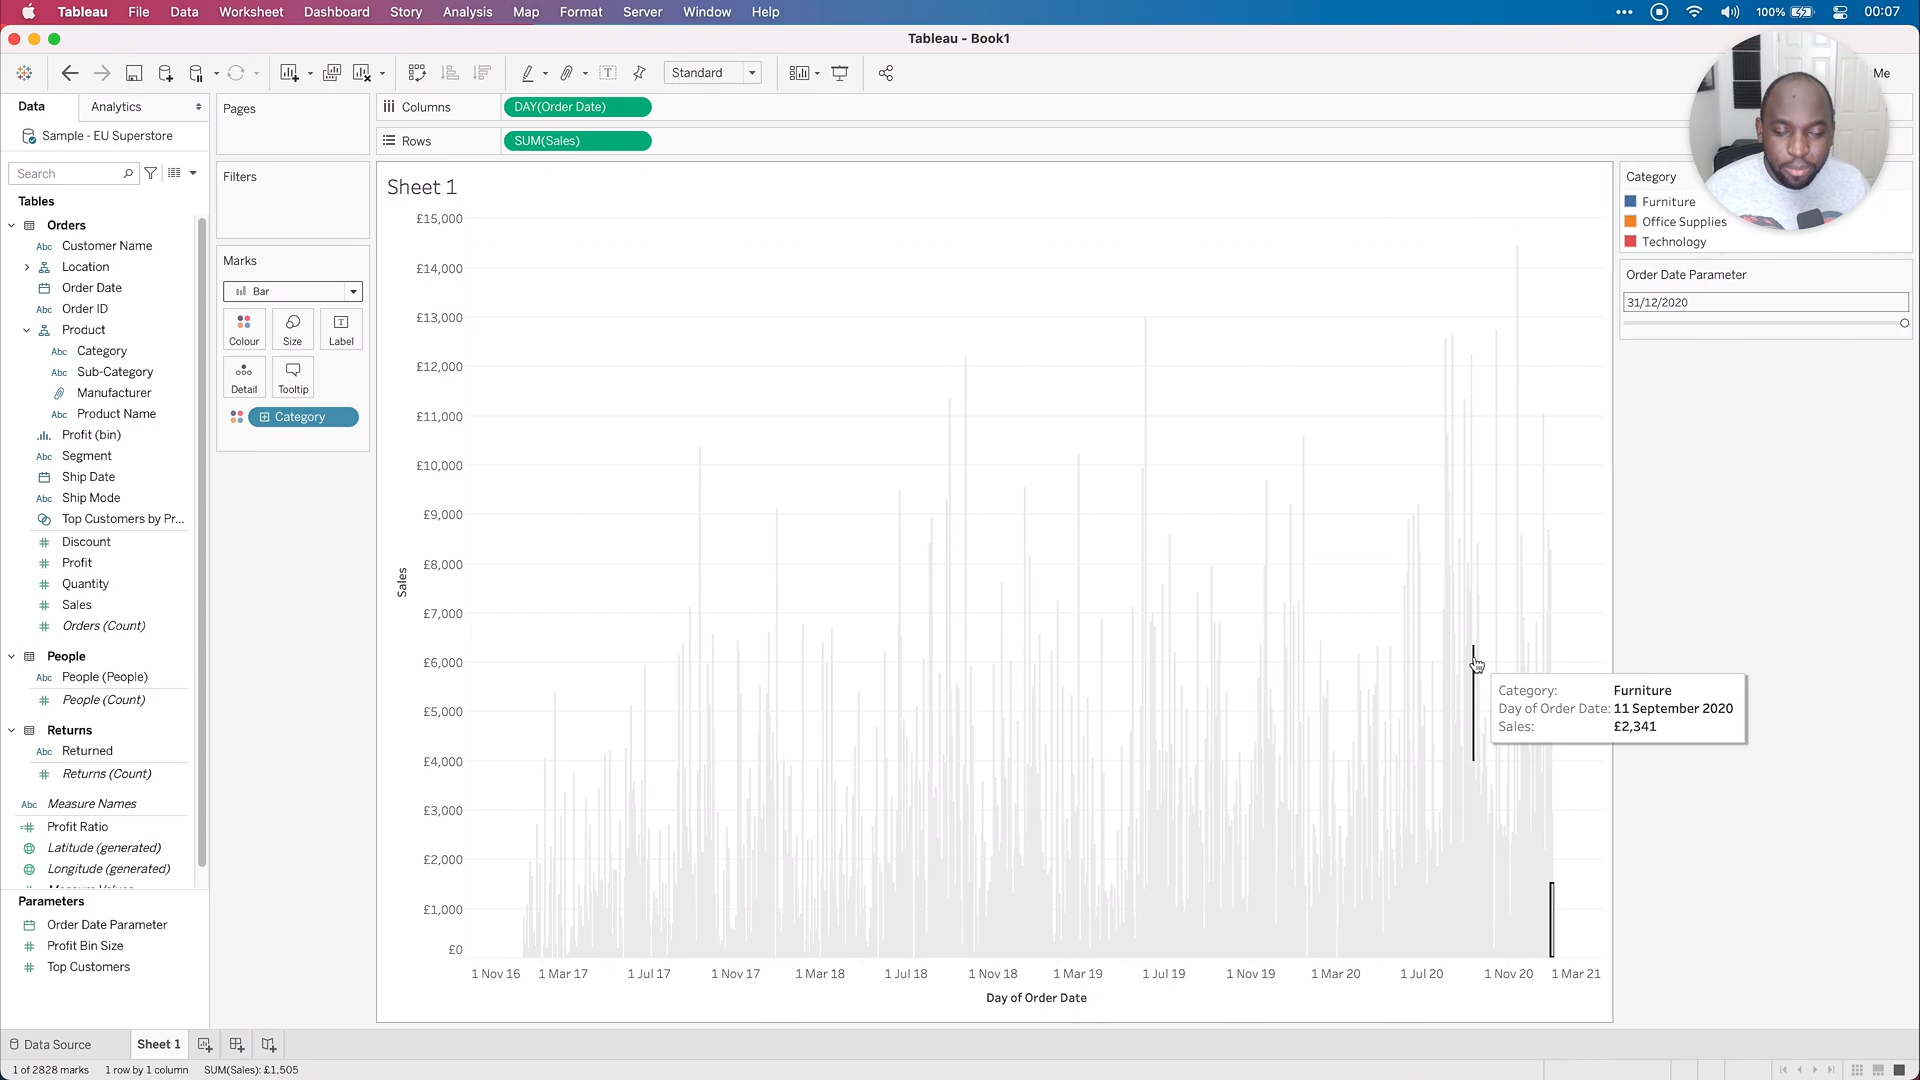 Tableau File Data Worksheet Dashboard Story Analysis Map Format Server Window Help
100% 00:07
Tableau - Book1
Standard
Me
Data Analytics
Sample - EU Superstore
Search
Tables
Orders
Abc Customer Name
Location
Order Date
Abc Order ID
Product
Abc Category
Abc Sub-Category
Manufacturer
Abc Product Name
Profit (bin)
Abc Segment
Ship Date
Abc Ship Mode
Top Customers by Pr...
Discount
Profit
Quantity
Sales
Orders (Count)
People
Abc People (People)
People (Count)
Returns
Abc Returned
Returns (Count)
Abc Measure Names
Profit Ratio
Latitude (generated)
Longitude (generated)
Parameters
Order Date Parameter
Profit Bin Size
Top Customers
Pages
Filters
Marks
Bar
Colour Size Label
Detail Tooltip
Category
Columns DAY(Order Date)
Rows SUM(Sales)
Sheet 1
£15,000
£14,000
£13,000
£12,000
£11,000
£10,000
£9,000
£8,000
£7,000
£6,000
£5,000
£4,000
£3,000
£2,000
£1,000
£0
Sales
1 Nov 16 1 Mar 17 1 Jul 17 1 Nov 17 1 Mar 18 1 Jul 18 1 Nov 18 1 Mar 19 1 Jul 19 1 Nov 19 1 Mar 20 1 Jul 20 1 Nov 20 1 Mar 21
Day of Order Date
Category: Furniture
Day of Order Date: 11 September 2020
Sales: £2,341
Category
Furniture
Office Supplies
Technology
Order Date Parameter
31/12/2020
Data Source Sheet 1
1 of 2828 marks 1 row by 1 column SUM(Sales): £1,505